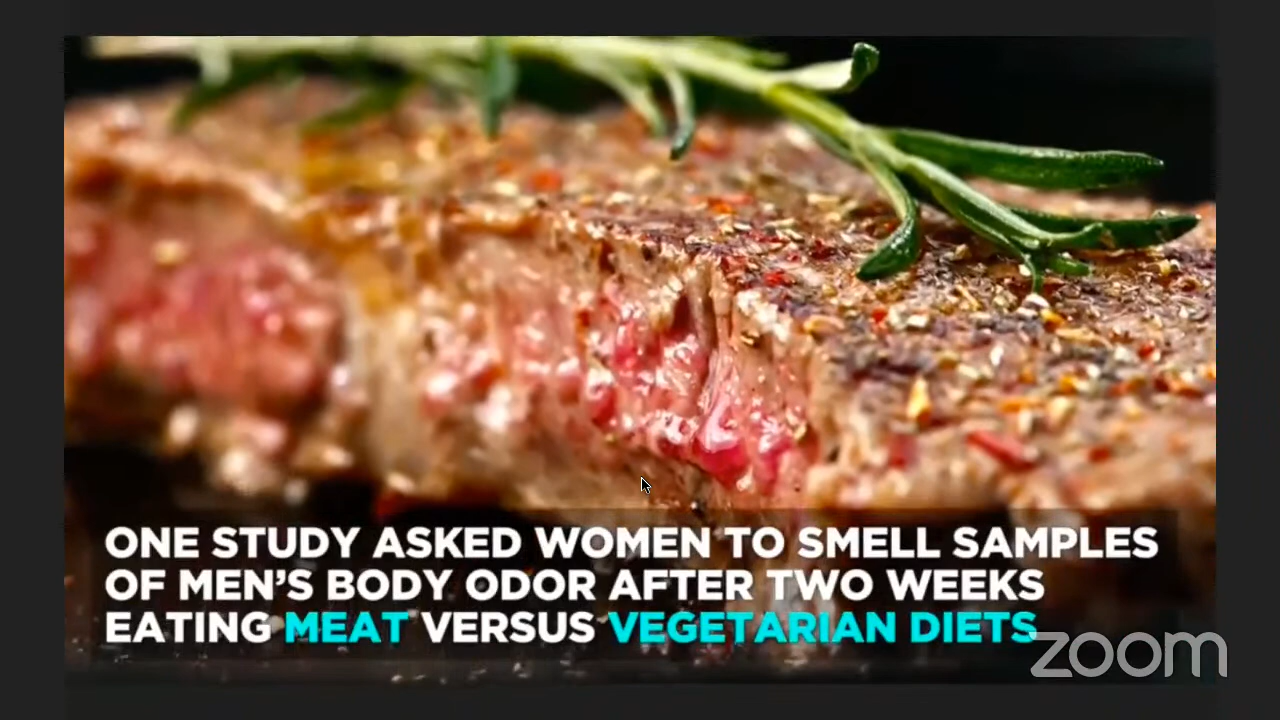 ONE STUDY ASKED WOMEN TO SMELL SAMPLES
OF MEN'S BODY ODOR AFTER TWO WEEKS
EATING MEAT VERSUS VEGETARIAN DIETS
zoom